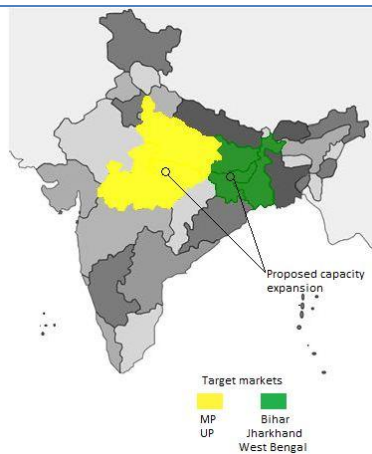 Proposed capacity
expansion
Target markets
MP
UP
Bihar
Jharkhand
West Bengal